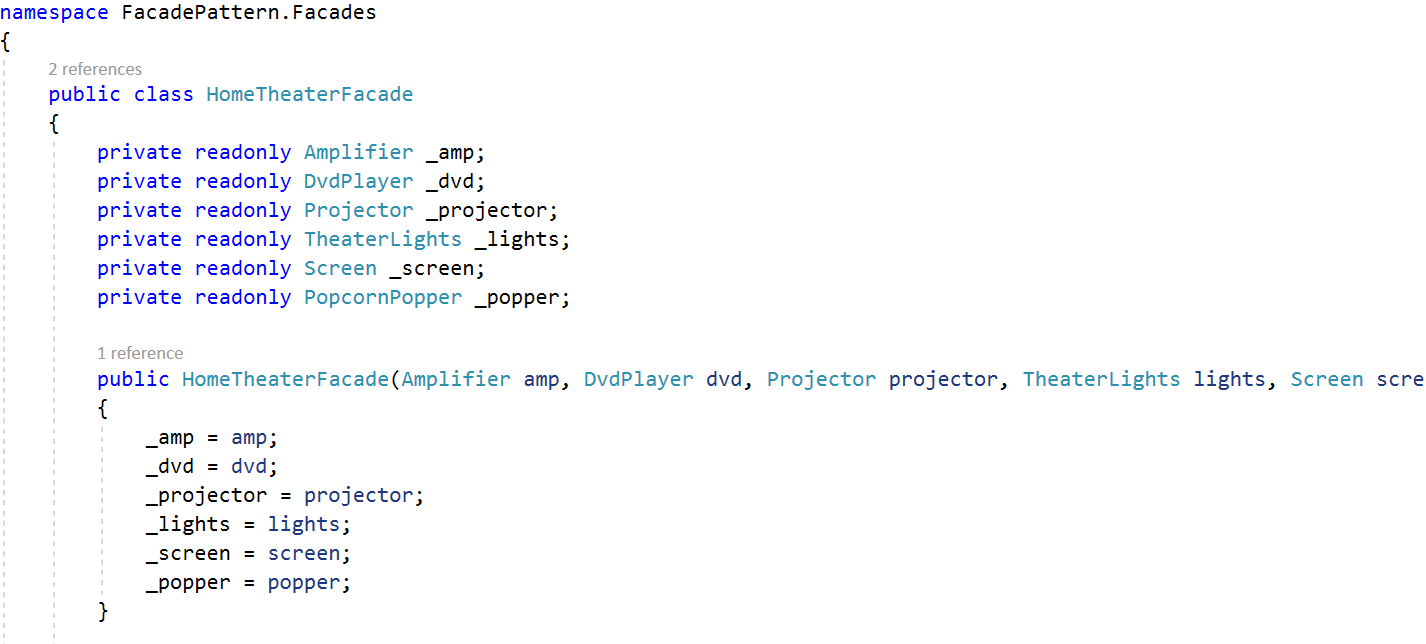 namespace FacadePattern.Facades
{
2 references
public class HomeTheaterFacade
{
private readonly Amplifier _amp;
private readonly DvdPlayer _dvd;
private readonly Projector _projector;
private readonly TheaterLights _lights;
private readonly Screen _screen;
private readonly PopcornPopper _popper;
1 reference
public HomeTheaterFacade(Amplifier amp, DvdPlayer dvd, Projector projector, TheaterLights lights, Screen scre
{
_amp = amp;
_dvd = dvd;
_projector = projector;
_lights = lights;
_screen = screen;
_popper = popper;
}